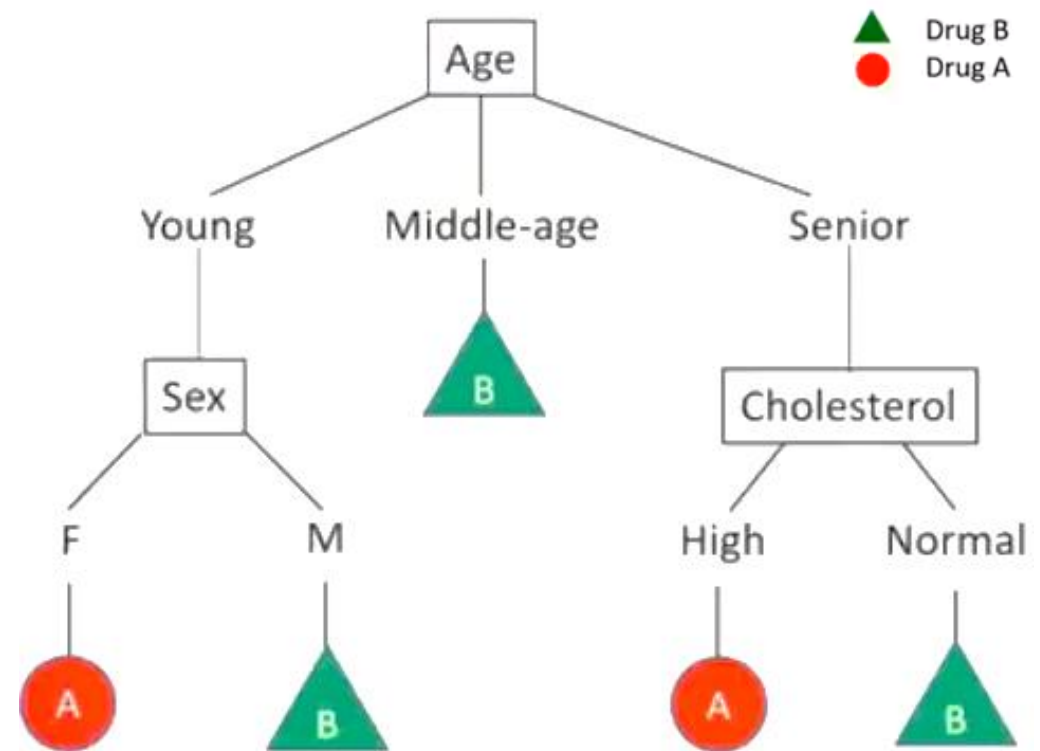 Drug B
Drug A
Age
Young Middle-age Senior
B
Sex Cholesterol
F M High Normal
A B A B